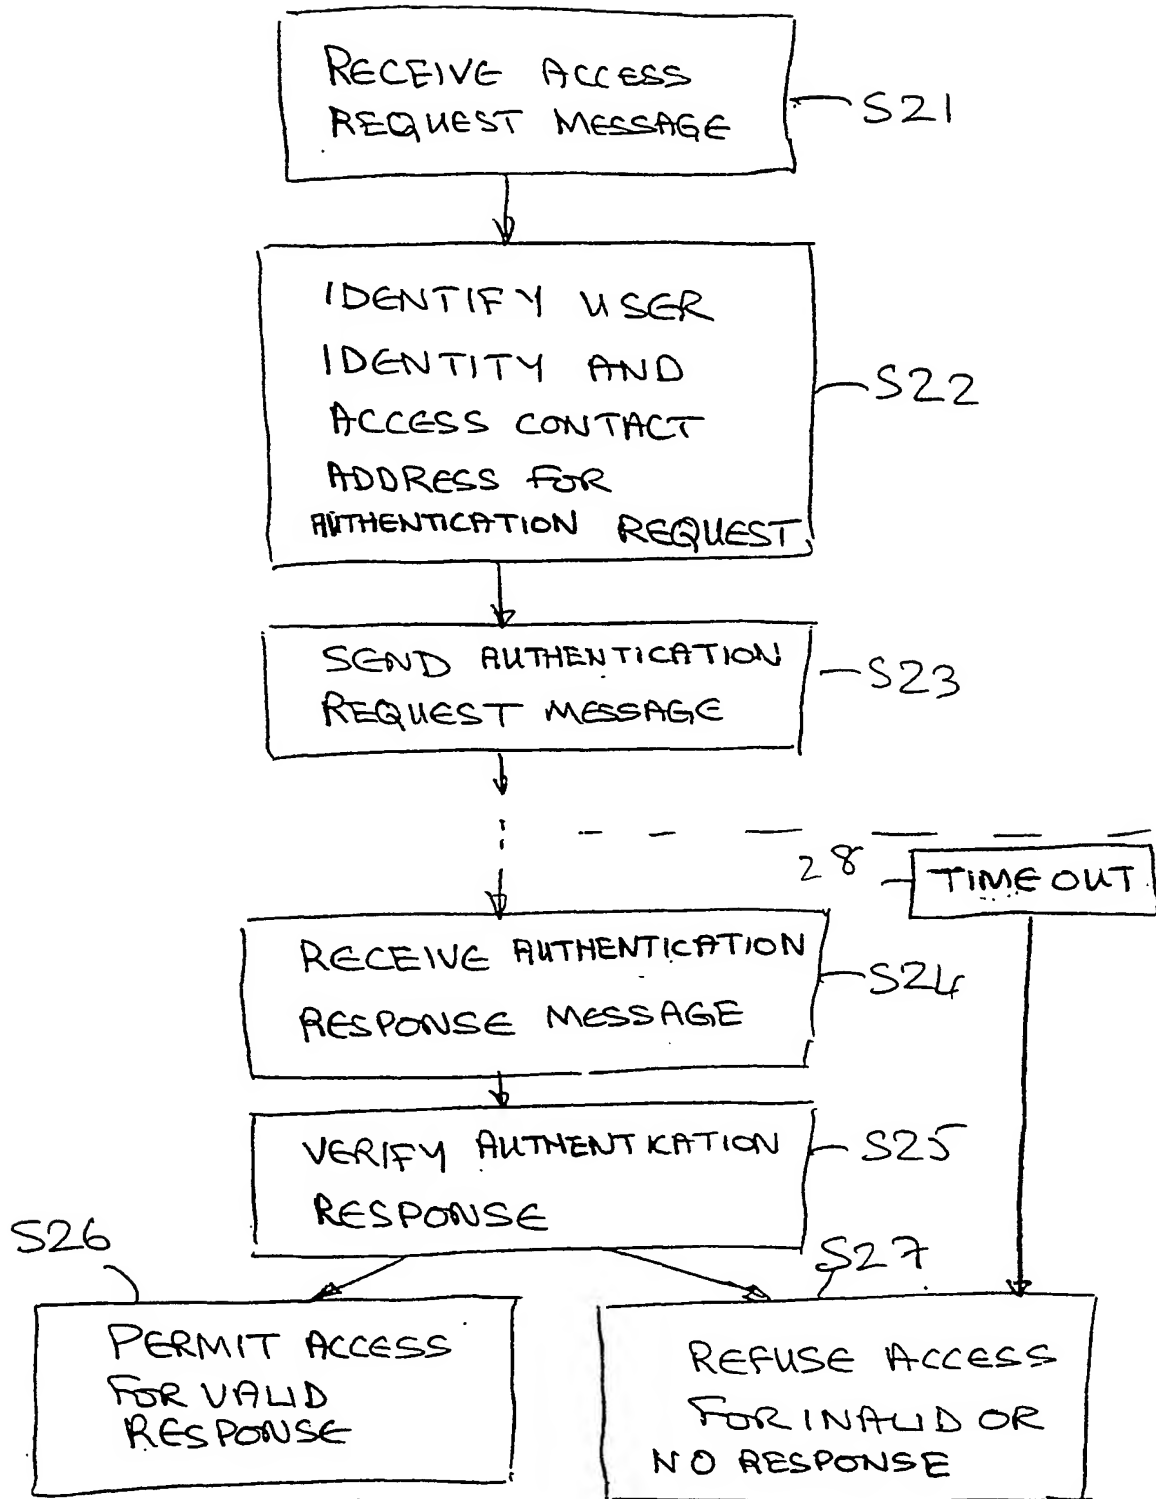 RECEIVE ACCESS
REQUEST MESSAGE
S21
IDENTIFY USER
IDENTITY AND
ACCESS CONTACT
ADDRESS FOR
AUTHENTICATION REQUEST
S22
SEND AUTHENTICATION
REQUEST MESSAGE
S23
28
TIME OUT
RECEIVE AUTHENTICATION
RESPONSE MESSAGE
S24
VERIFY AUTHENTICATION
RESPONSE
S25
S26
S27
PERMIT ACCESS
FOR VALID
RESPONSE
REFUSE ACCESS
FOR INALID OR
NO RESPONSE